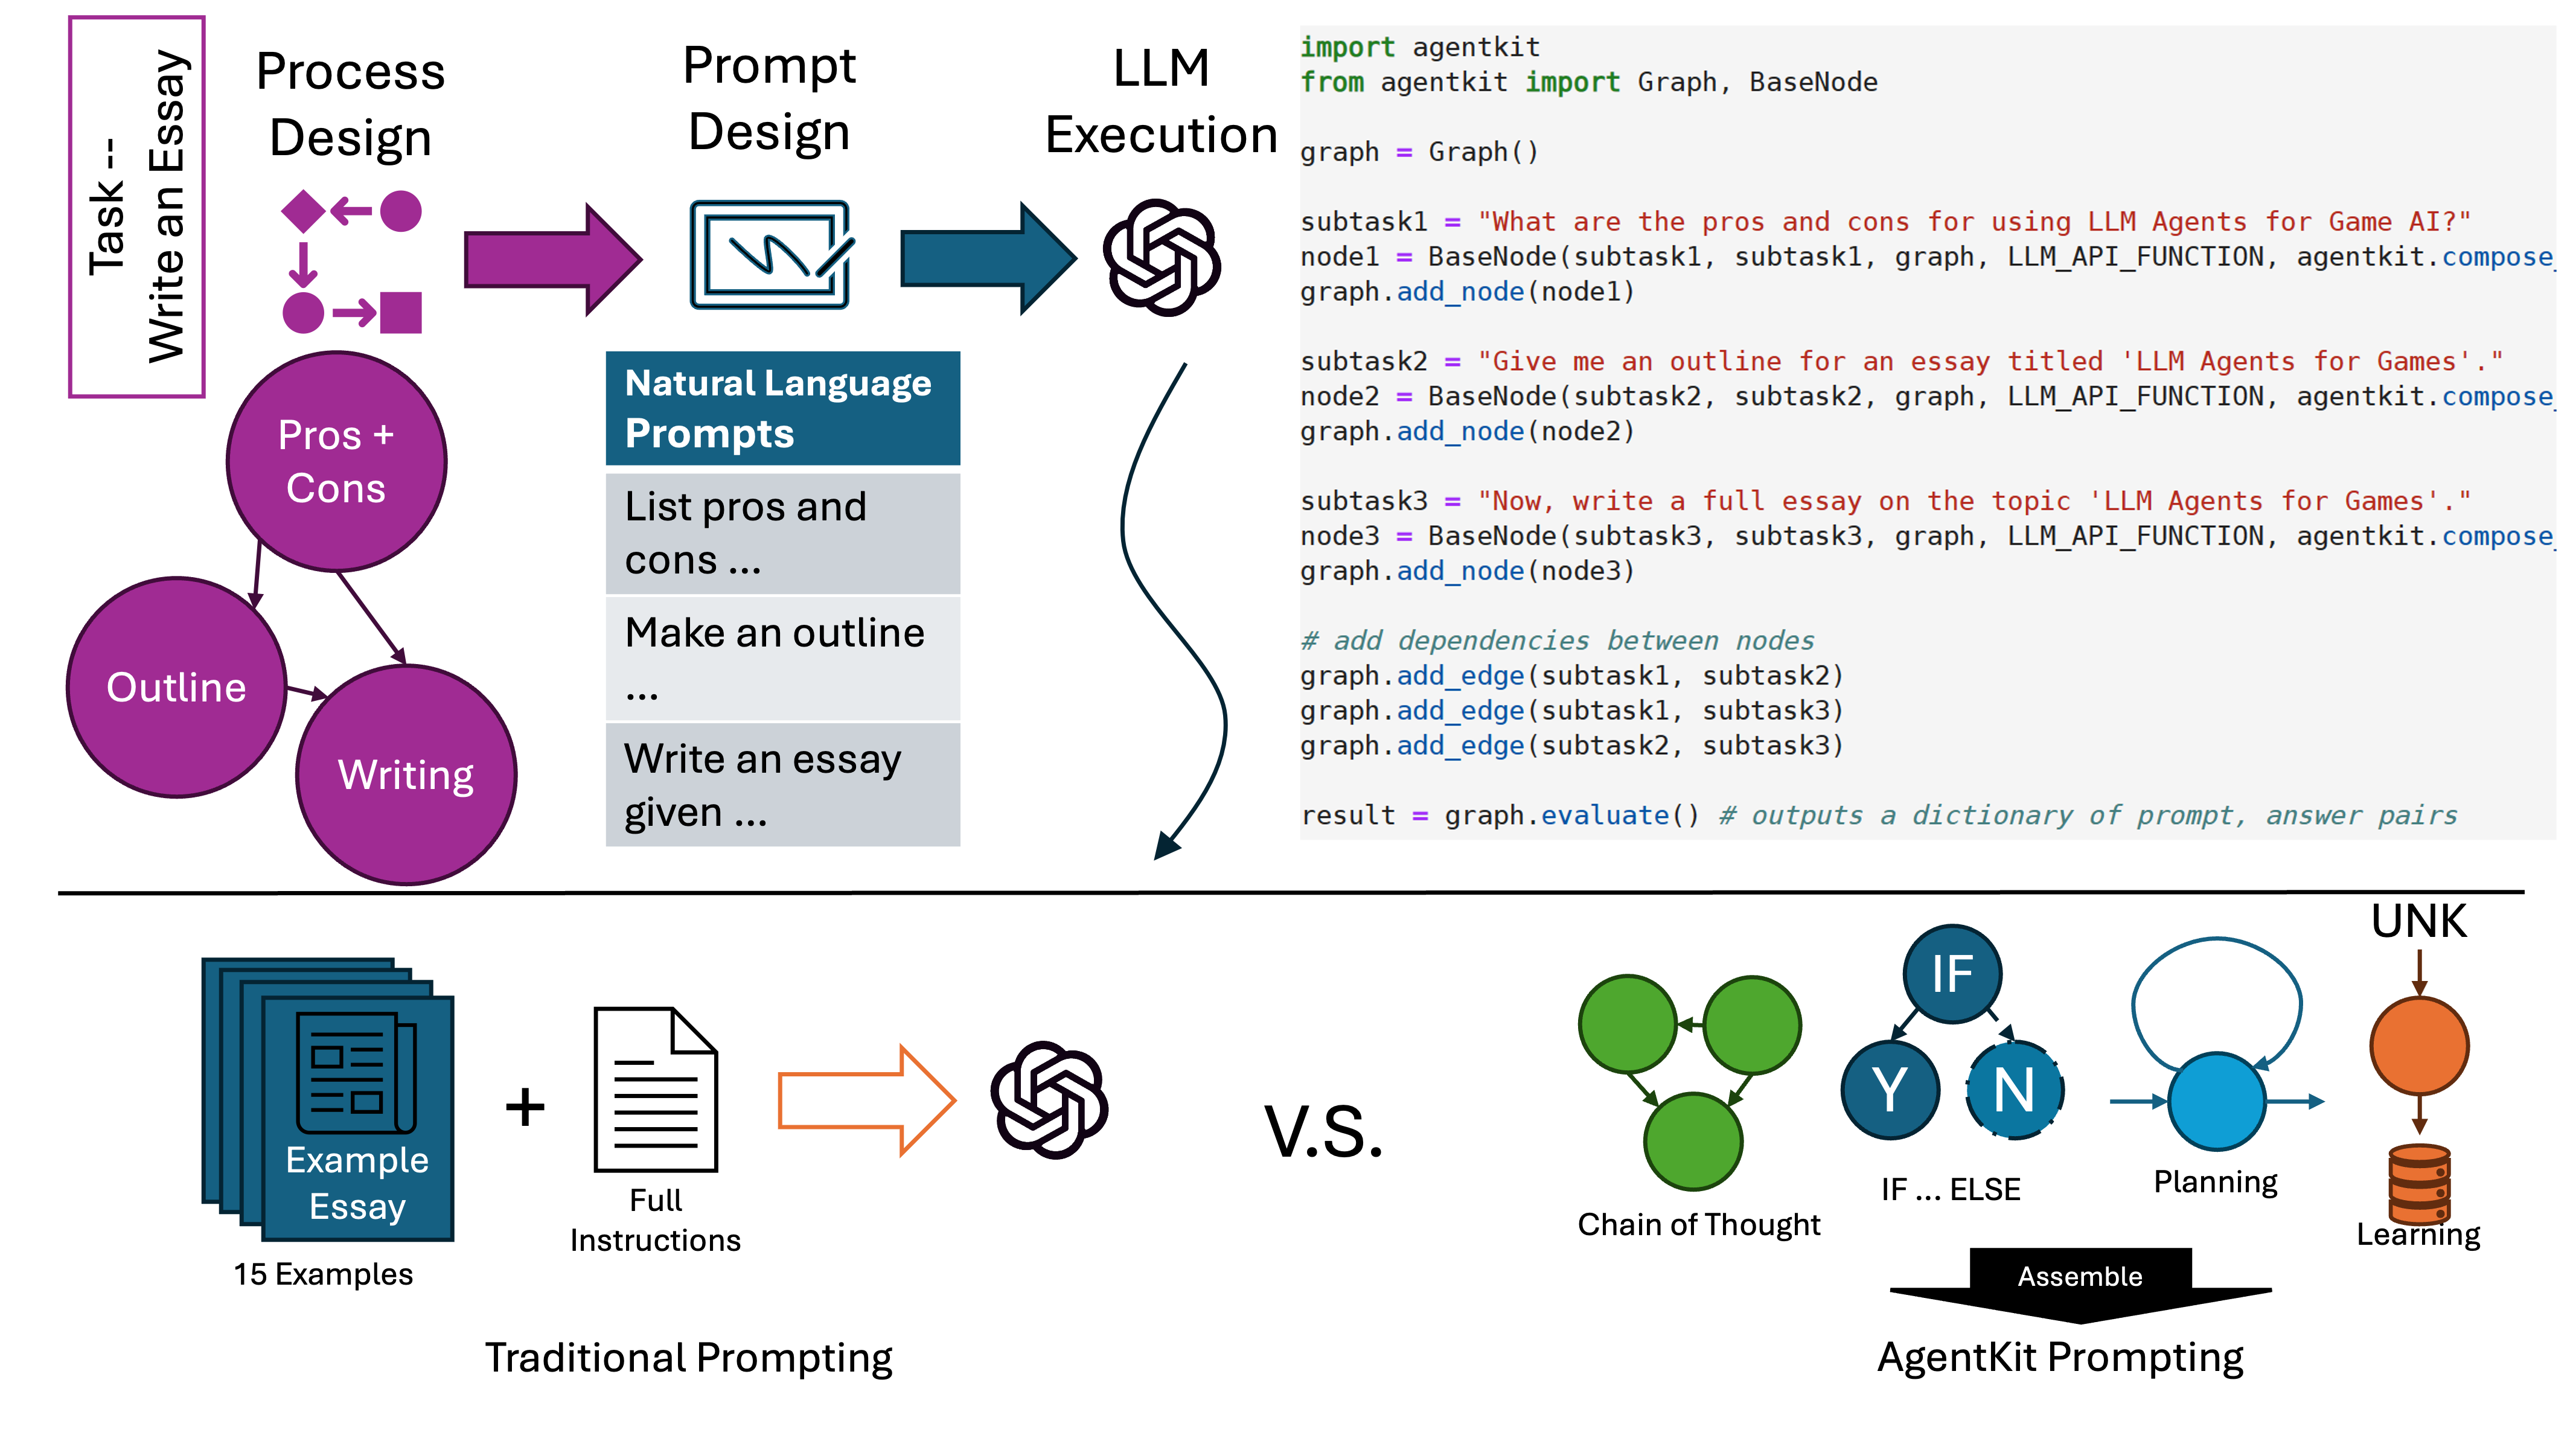 Task --
Write an Essay
Process
Design
Prompt
Design
LLM
Execution
Pros +
Cons
Outline
Writing
Natural Language
Prompts
List pros and
cons ...
Make an outline
...
Write an essay
given ...
import agentkit
from agentkit import Graph, BaseNode
graph = Graph()
subtask1 = "What are the pros and cons for using LLM Agents for Game AI?"
node1 = BaseNode(subtask1, subtask1, graph, LLM_API_FUNCTION, agentkit.compose_
graph.add_node(node1)
subtask2 = "Give me an outline for an essay titled 'LLM Agents for Games'."
node2 = BaseNode(subtask2, subtask2, graph, LLM_API_FUNCTION, agentkit.compose_
graph.add_node(node2)
subtask3 = "Now, write a full essay on the topic 'LLM Agents for Games'."
node3 = BaseNode(subtask3, subtask3, graph, LLM_API_FUNCTION, agentkit.compose_
graph.add_node(node3)
# add dependencies between nodes
graph.add_edge(subtask1, subtask2)
graph.add_edge(subtask1, subtask3)
graph.add_edge(subtask2, subtask3)
result = graph.evaluate() # outputs a dictionary of prompt, answer pairs
Example
Essay
15 Examples
+
Full
Instructions
Traditional Prompting
V.S.
Chain of Thought
IF
Y
N
IF ... ELSE
Planning
UNK
Learning
Assemble
AgentKit Prompting